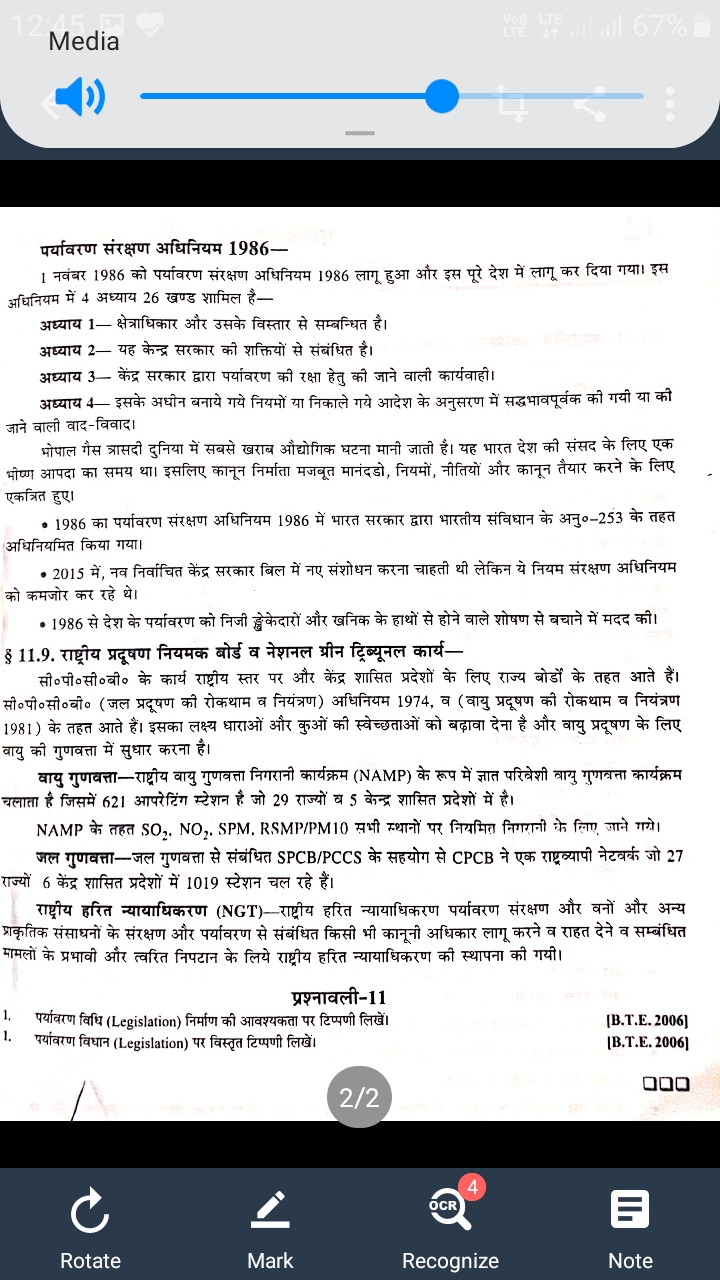 12:45
Vo)) LTE LTE 67%
Media
पर्यावरण संरक्षण अधिनियम 1986—
1 नवंबर 1986 को पर्यावरण संरक्षण अधिनियम 1986 लागू हुआ और इस पूरे देश में लागू कर दिया गया। इस
अधिनियम में 4 अध्याय 26 खण्ड शामिल है—
अध्याय 1— क्षेत्राधिकार और उसके विस्तार से सम्बन्धित है।
अध्याय 2— यह केन्द्र सरकार की शक्तियों से संबंधित है।
अध्याय 3— केंद्र सरकार द्वारा पर्यावरण की रक्षा हेतु की जाने वाली कार्यवाही।
अध्याय 4— इसके अधीन बनाये गये नियमों या निकाले गये आदेश के अनुसरण में सद्भभावपूर्वक की गयी या की
जाने वाली वाद-विवाद।
भोपाल गैस त्रासदी दुनिया में सबसे खराब औद्योगिक घटना मानी जाती है। यह भारत देश की संसद के लिए एक
भीष्ण आपदा का समय था। इसलिए कानून निर्माता मजबूत मानंदडो, नियमों, नीतियों और कानून तैयार करने के लिए
एकत्रित हुए।
• 1986 का पर्यावरण संरक्षण अधिनियम 1986 में भारत सरकार द्वारा भारतीय संविधान के अनु०-253 के तहत
अधिनियमित किया गया।
• 2015 में, नव निर्वाचित केंद्र सरकार बिल में नए संशोधन करना चाहती थी लेकिन ये नियम संरक्षण अधिनियम
को कमजोर कर रहे थे।
• 1986 से देश के पर्यावरण को निजी ड्ढेकेदारों और खनिक के हाथों से होने वाले शोषण से बचाने में मदद की।
§ 11.9. राष्ट्रीय प्रदूषण नियमक बोर्ड व नेशनल ग्रीन ट्रिब्यूनल कार्य—
सी०पी०सी०बी० के कार्य राष्ट्रीय स्तर पर और केंद्र शासित प्रदेशों के लिए राज्य बोर्डों के तहत आते हैं।
सी०पी०सी०बी० (जल प्रदूषण की रोकथाम व नियंत्रण) अधिनियम 1974, व (वायु प्रदूषण की रोकथाम व नियंत्रण
1981) के तहत आते हैं। इसका लक्ष्य धाराओं और कुओं की स्वेच्छताओं को बढ़ावा देना है और वायु प्रदूषण के लिए
वायु की गुणवत्ता में सुधार करना है।
वायु गुणवत्ता—राष्ट्रीय वायु गुणवत्ता निगरानी कार्यक्रम (NAMP) के रूप में ज्ञात परिवेशी वायु गुणवत्ता कार्यक्रम
चलाता है जिसमें 621 आपरेटिंग स्टेशन है जो 29 राज्यों व 5 केन्द्र शासित प्रदेशों में है।
NAMP के तहत SO₂, NO₂, SPM, RSMP/PM10 सभी स्थानों पर नियमित निगरानी के लिए जाने गये।
जल गुणवत्ता—जल गुणवत्ता से संबंधित SPCB/PCCS के सहयोग से CPCB ने एक राष्ट्रव्यापी नेटवर्क जो 27
राज्यों 6 केंद्र शासित प्रदेशों में 1019 स्टेशन चल रहे हैं।
राष्ट्रीय हरित न्यायाधिकरण (NGT)—राष्ट्रीय हरित न्यायाधिकरण पर्यावरण संरक्षण और वनों और अन्य
प्राकृतिक संसाधनों के संरक्षण और पर्यावरण से संबंधित किसी भी कानूनी अधिकार लागू करने व राहत देने व सम्बंधित
मामलों के प्रभावी और त्वरित निपटान के लिये राष्ट्रीय हरित न्यायाधिकरण की स्थापना की गयी।
प्रश्नावली-11
1. पर्यावरण विधि (Legislation) निर्माण की आवश्यकता पर टिप्पणी लिखें। [B.T.E. 2006]
1. पर्यावरण विधान (Legislation) पर विस्तृत टिप्पणी लिखें। [B.T.E. 2006]
2/2
4
OCR
Rotate Mark Recognize Note